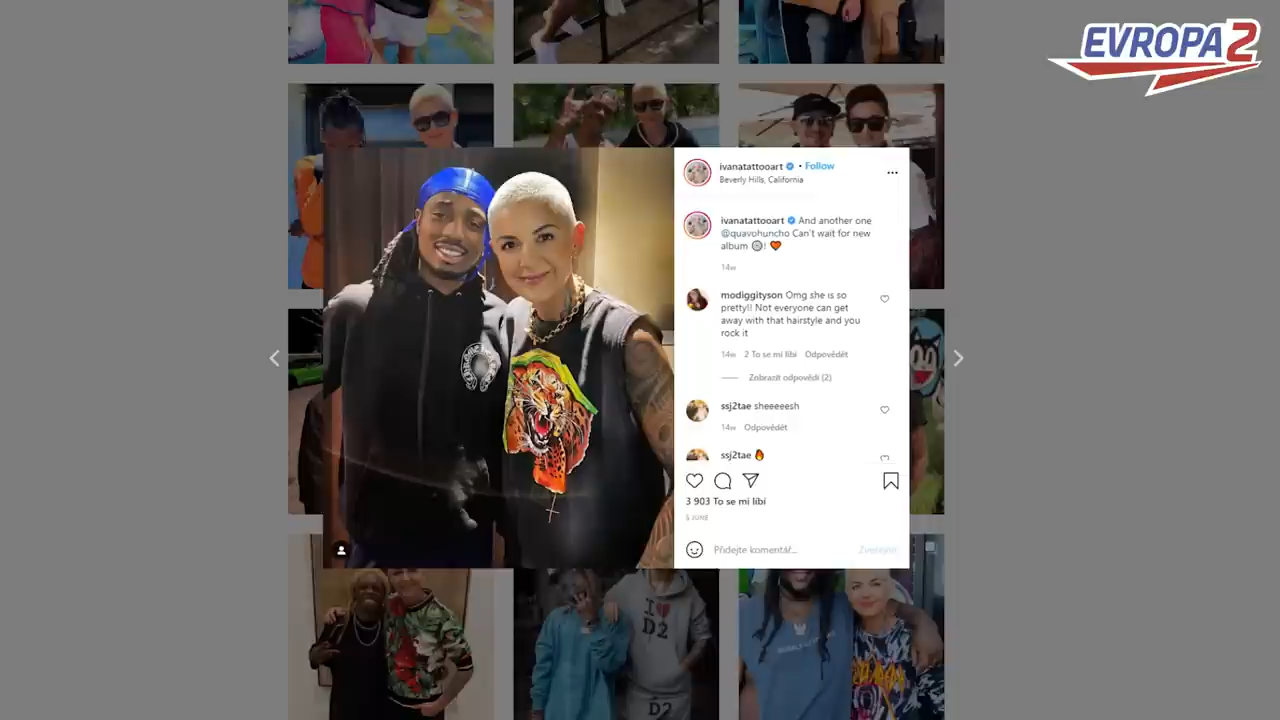 EVROPA2
ivanatattooart • Follow
Beverly Hills, California
ivanatattooart And another one
@quavohuncho Can't wait for new
album 💿! 🧡
14w
modiggityson Omg she is so
pretty!! Not everyone can get
away with that hairstyle and you
rock it
14w 2 To se mi líbí Odpovědět
Zobrazit odpovědi (2)
ssj2tae sheeeeesh
14w Odpovědět
ssj2tae 🔥
3 903 To se mi líbí
5 JUNE
Přidejte komentář...
Zveřejnit
I ❤ D2
D2